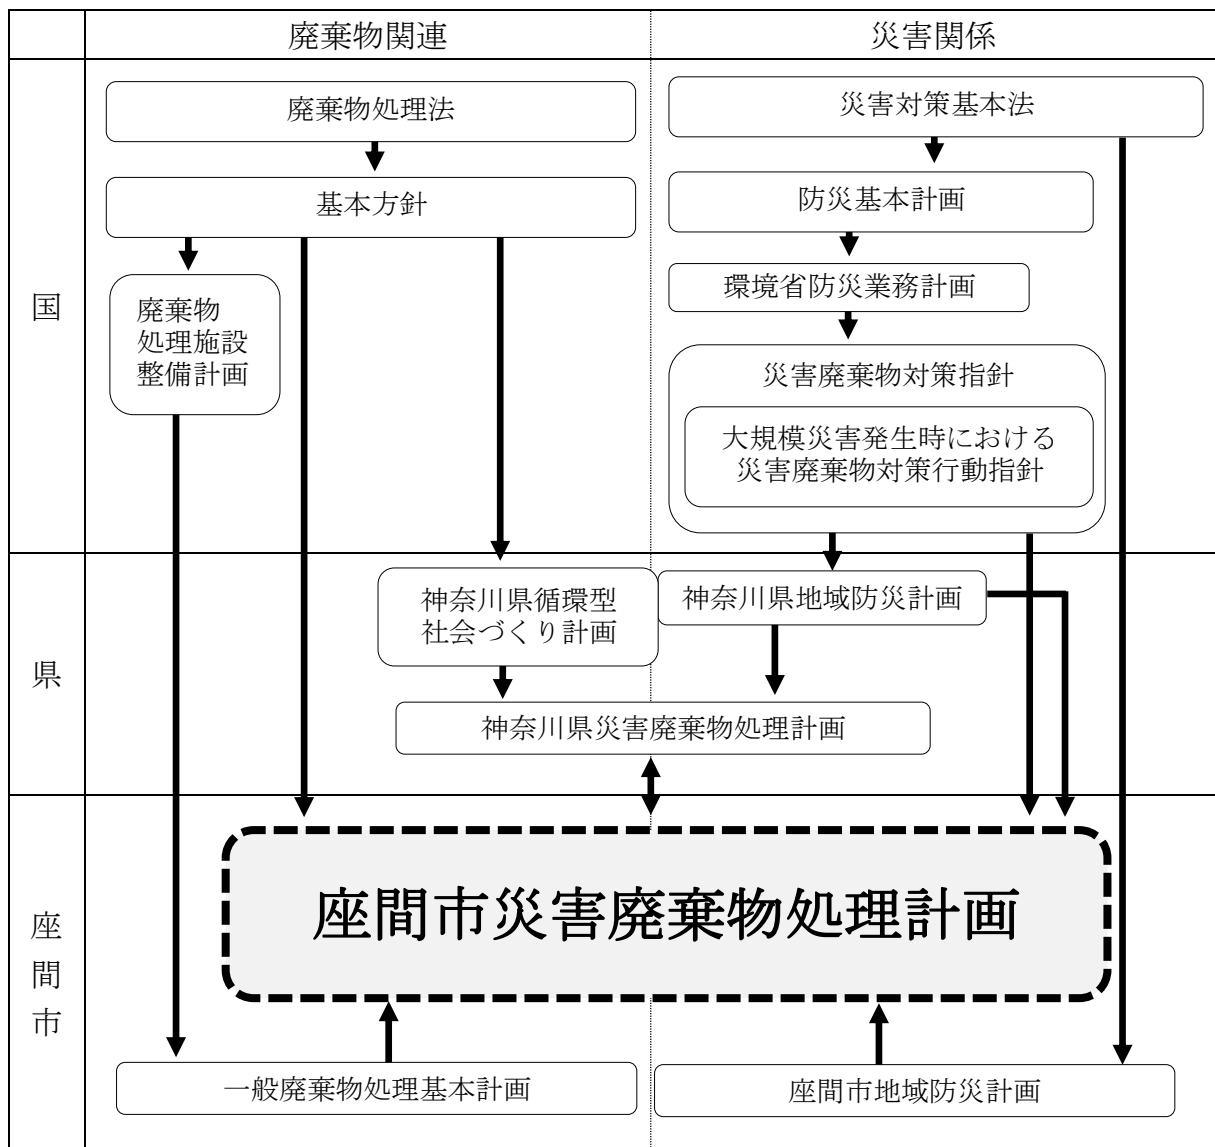 廃棄物関連
災害関係
国
廃棄物処理法
基本方針
廃棄物
処理施設
整備計画
災害対策基本法
防災基本計画
環境省防災業務計画
災害廃棄物対策指針
大規模災害発生時における
災害廃棄物対策行動指針
県
神奈川県循環型
社会づくり計画
神奈川県地域防災計画
神奈川県災害廃棄物処理計画
座間市
座間市災害廃棄物処理計画
一般廃棄物処理基本計画
座間市地域防災計画